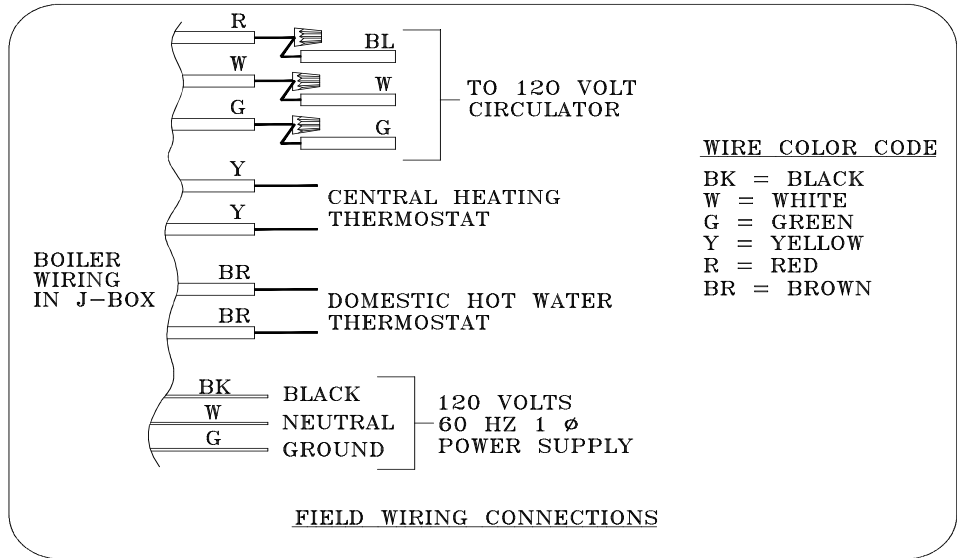 R
BL
W
W
G
G
TO 120 VOLT
CIRCULATOR
Y
Y
CENTRAL HEATING
THERMOSTAT
BOILER
WIRING
IN J-BOX
BR
BR
DOMESTIC HOT WATER
THERMOSTAT
BK
BLACK
W
NEUTRAL
G
GROUND
120 VOLTS
60 HZ 1 Ø
POWER SUPPLY
WIRE COLOR CODE
BK = BLACK
W = WHITE
G = GREEN
Y = YELLOW
R = RED
BR = BROWN
FIELD WIRING CONNECTIONS